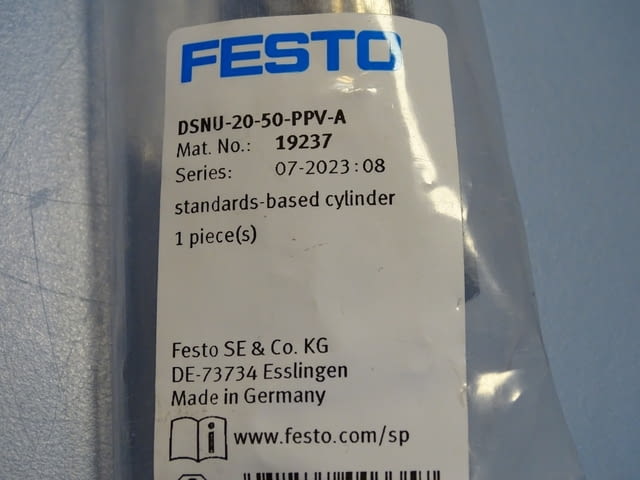 FESTO
DSNU-20-50-PPV-A
Mat. No.: 19237
Series: 07-2023:08
standards-based cylinder
1 piece(s)
Festo SE & Co. KG
DE-73734 Esslingen
Made in Germany
www.festo.com/sp